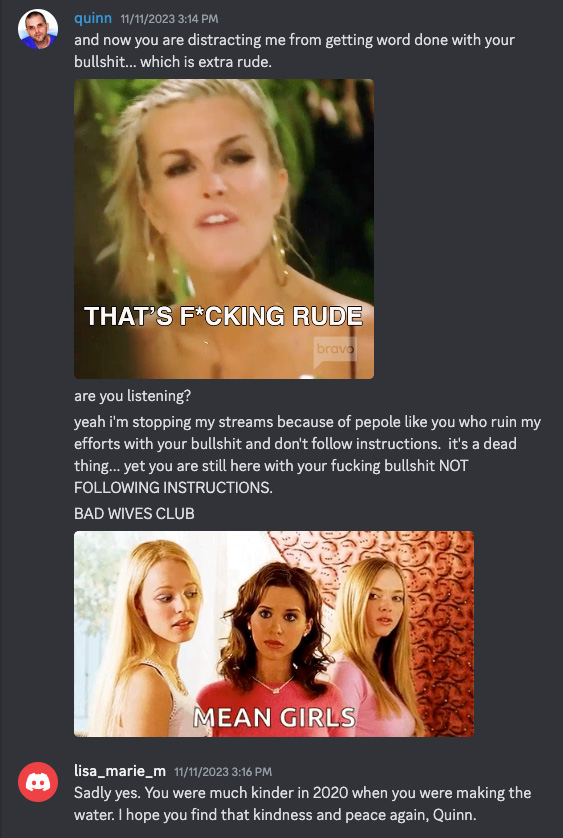 quinn 11/11/2023 3:14 PM
and now you are distracting me from getting word done with your
bullshit... which is extra rude.
THAT'S F*CKING RUDE
bravo
are you listening?
yeah i'm stopping my streams because of pepole like you who ruin my
efforts with your bullshit and don't follow instructions.  it's a dead
thing... yet you are still here with your fucking bullshit NOT
FOLLOWING INSTRUCTIONS.
BAD WIVES CLUB
MEAN GIRLS
lisa_marie_m 11/11/2023 3:16 PM
Sadly yes. You were much kinder in 2020 when you were making the
water. I hope you find that kindness and peace again, Quinn.